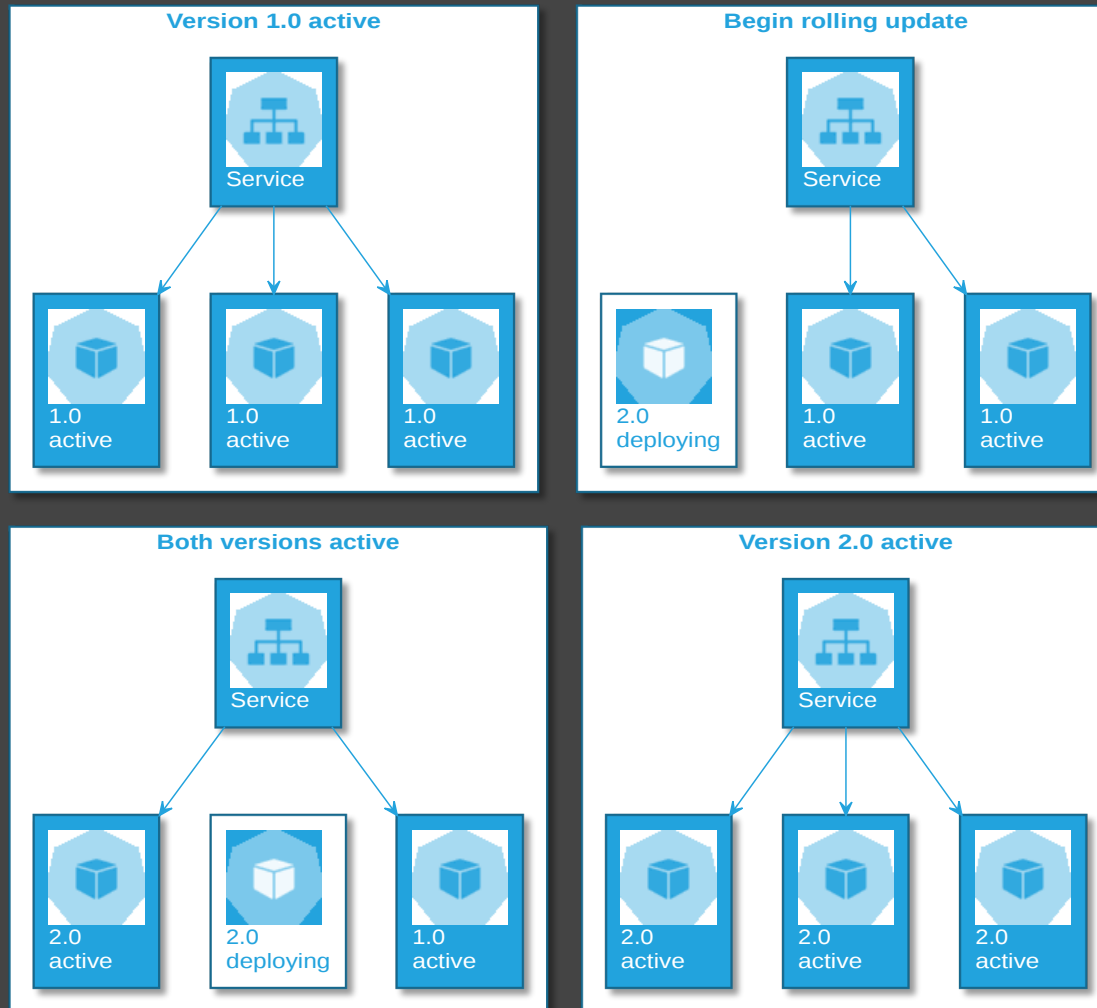 Version 1.0 active
Service
1.0
active
1.0
active
1.0
active
Begin rolling update
Service
2.0
deploying
1.0
active
1.0
active
Both versions active
Service
2.0
active
2.0
deploying
1.0
active
Version 2.0 active
Service
2.0
active
2.0
active
2.0
active